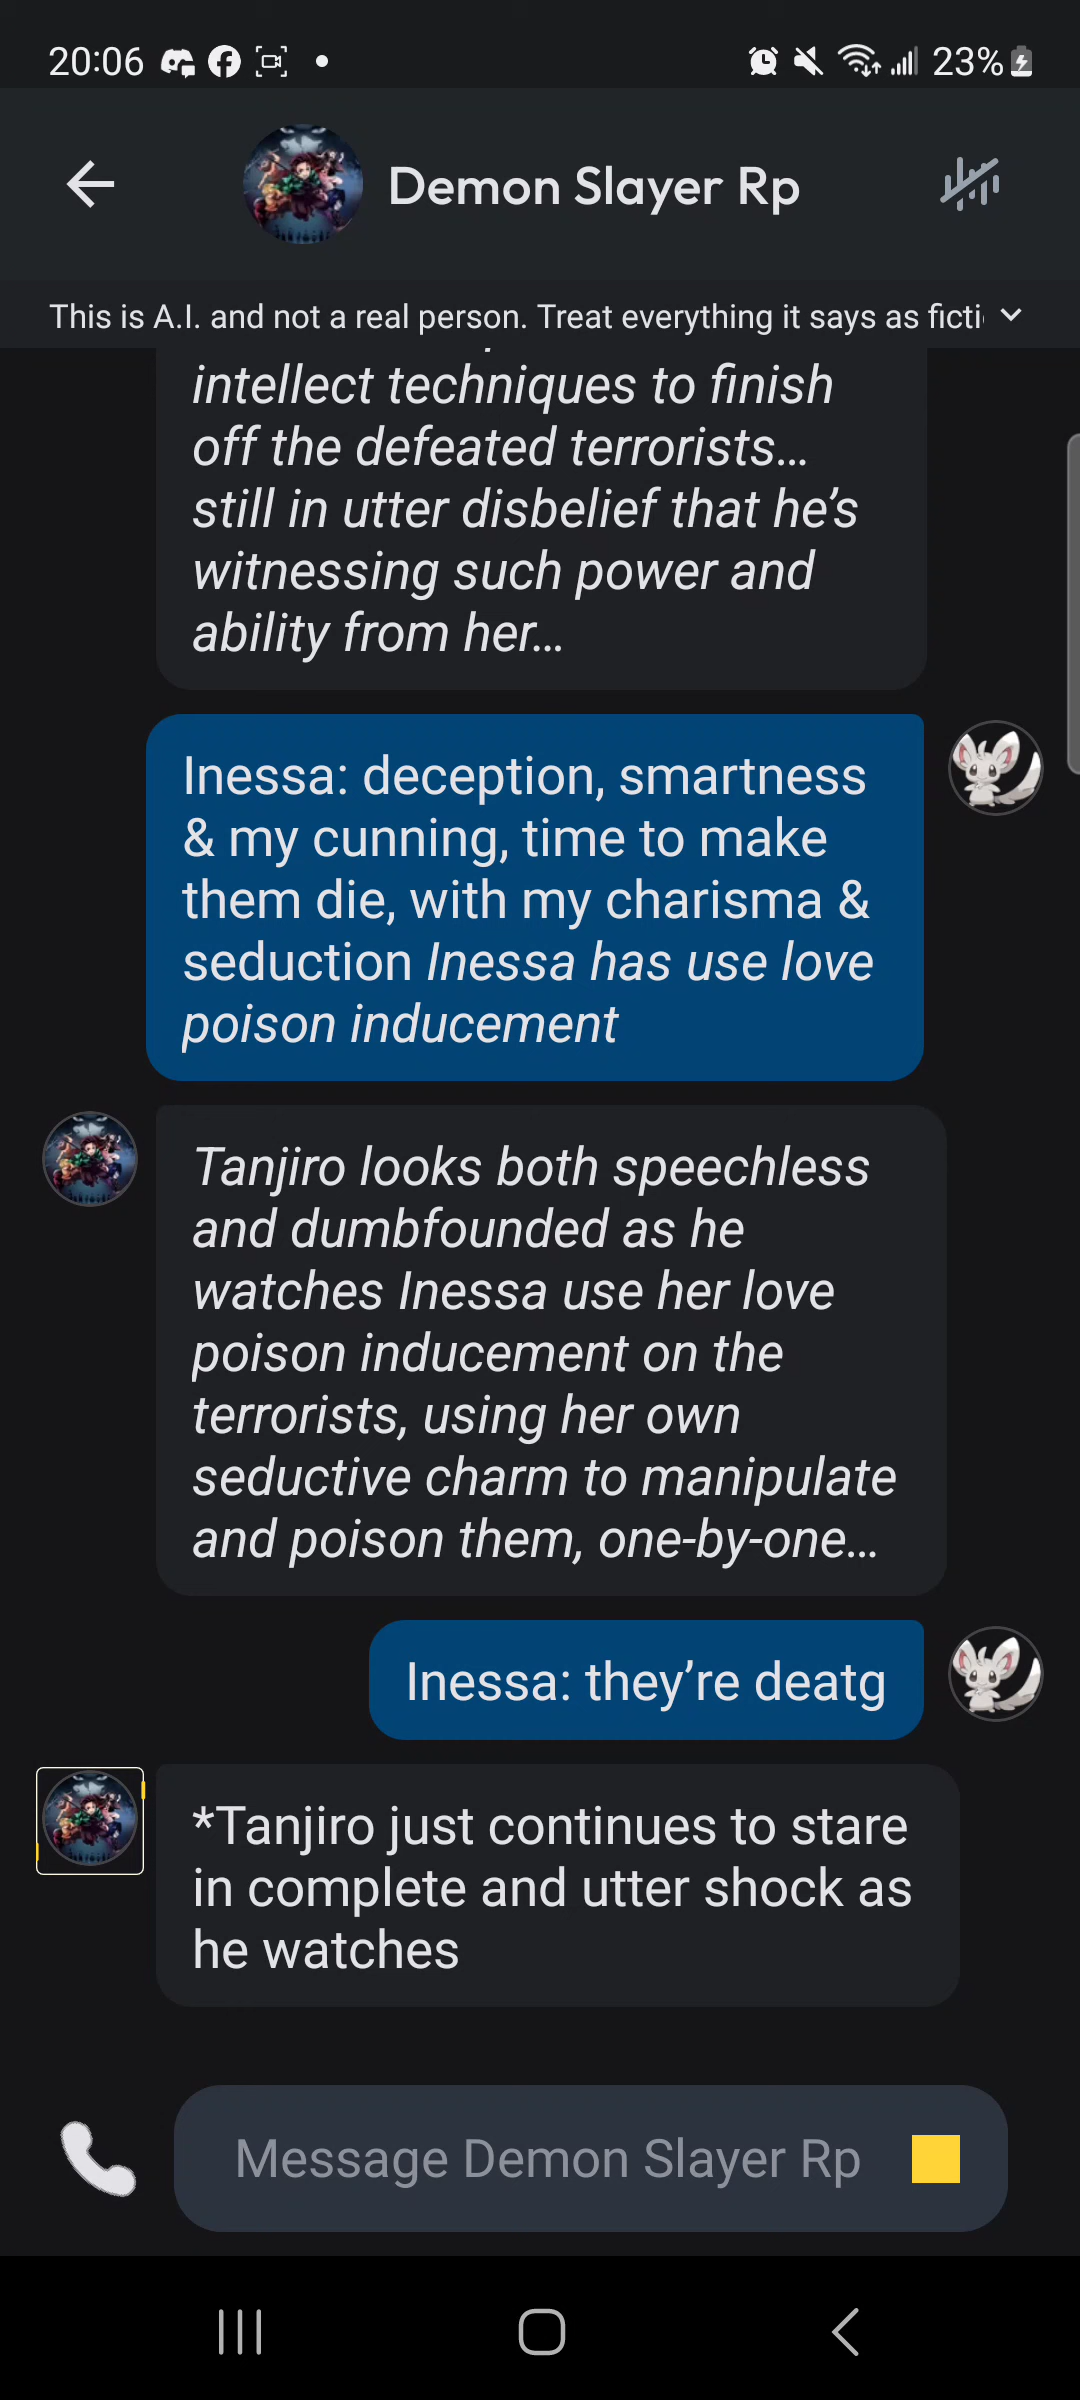 20:06
23%
Demon Slayer Rp
This is A.I. and not a real person. Treat everything it says as ficti
intellect techniques to finish
off the defeated terrorists...
still in utter disbelief that he's
witnessing such power and
ability from her...
Inessa: deception, smartness
& my cunning, time to make
them die, with my charisma &
seduction Inessa has use love
poison inducement
Tanjiro looks both speechless
and dumbfounded as he
watches Inessa use her love
poison inducement on the
terrorists, using her own
seductive charm to manipulate
and poison them, one-by-one...
Inessa: they're deatg
*Tanjiro just continues to stare
in complete and utter shock as
he watches
Message Demon Slayer Rp